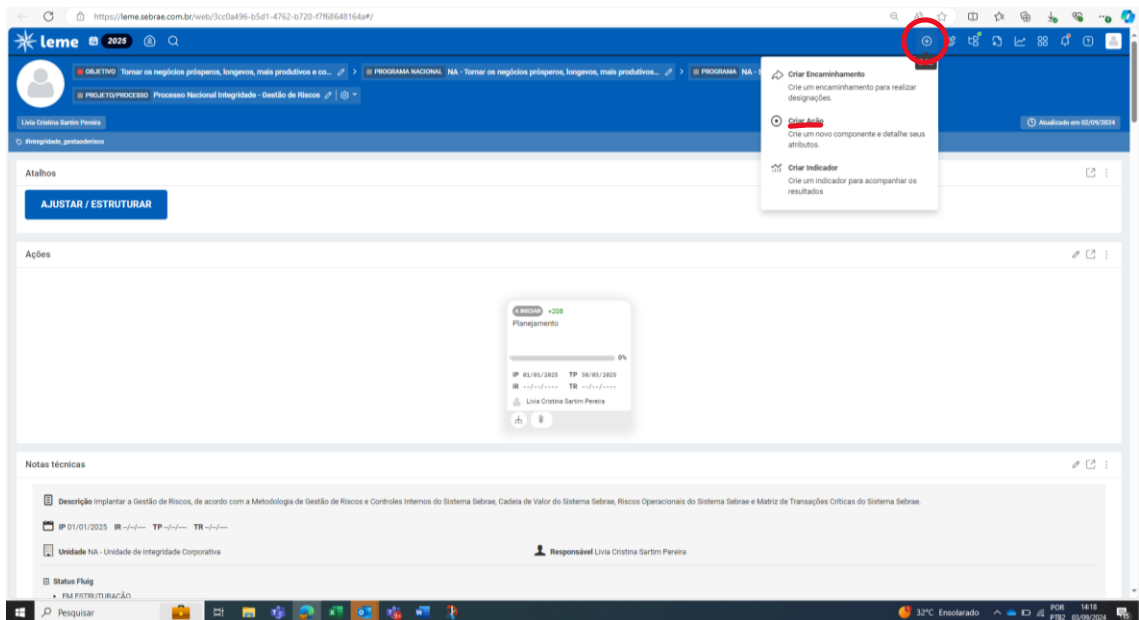 https://leme.sebrae.com.br/web/3cc0a496-b5d1-4762-b720-f7f68648164a#/
leme 2025
OBJETIVO Tornar os negócios prósperos, longevos, mais produtivos e co... > PROGRAMA NACIONAL NA - Tornar os negócios prósperos, longevos, mais produtivos... > PROGRAMA NA -
PROJETO/PROCESSO Processo Nacional Integridade - Gestão de Riscos
Livia Cristina Sartim Pereira
Atualizado em 02/09/2024
#integridade_gestaoderisco
Criar Encaminhamento
Crie um encaminhamento para realizar
designações.
Criar Ação
Crie um novo componente e detalhe seus
atributos.
Criar Indicador
Crie um indicador para acompanhar os
resultados
Atalhos
AJUSTAR / ESTRUTURAR
Ações
A INICIAR +208
Planejamento
0%
IP 01/01/2025 TP 30/03/2025
IR --/--/---- TR --/--/----
Livia Cristina Sartim Pereira
Notas técnicas
Descrição Implantar a Gestão de Riscos, de acordo com a Metodologia de Gestão de Riscos e Controles Internos do Sistema Sebrae, Cadeia de Valor do Sistema Sebrae, Riscos Operacionais do Sistema Sebrae e Matriz de Transações Críticas do Sistema Sebrae.
IP 01/01/2025 IR --/--/---- TP --/--/---- TR --/--/----
Unidade NA - Unidade de Integridade Corporativa
Responsável Livia Cristina Sartim Pereira
Status Fluig
• EM ESTRUTURAÇÃO
Pesquisar
32°C Ensolarado
POR
PTB2
14:18
03/09/2024